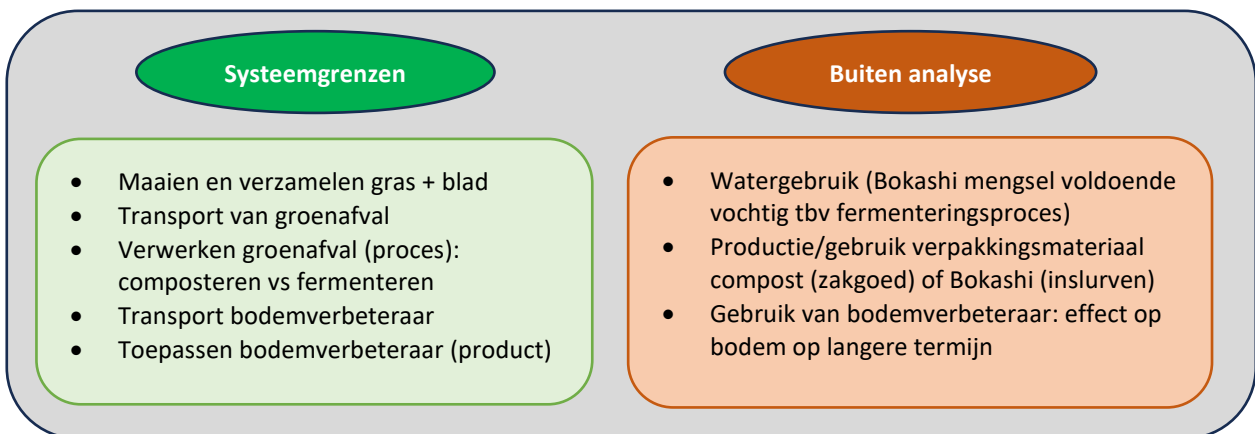 Systeemgrenzen
• Maaien en verzamelen gras + blad
• Transport van groenafval
• Verwerken groenafval (proces):
composteren vs fermenteren
• Transport bodemverbeteraar
• Toepassen bodemverbeteraar (product)
Buiten analyse
• Watergebruik (Bokashi mengsel voldoende
vochtig tbv fermenteringsproces)
• Productie/gebruik verpakkingsmateriaal
compost (zakgoed) of Bokashi (inslurven)
• Gebruik van bodemverbeteraar: effect op
bodem op langere termijn